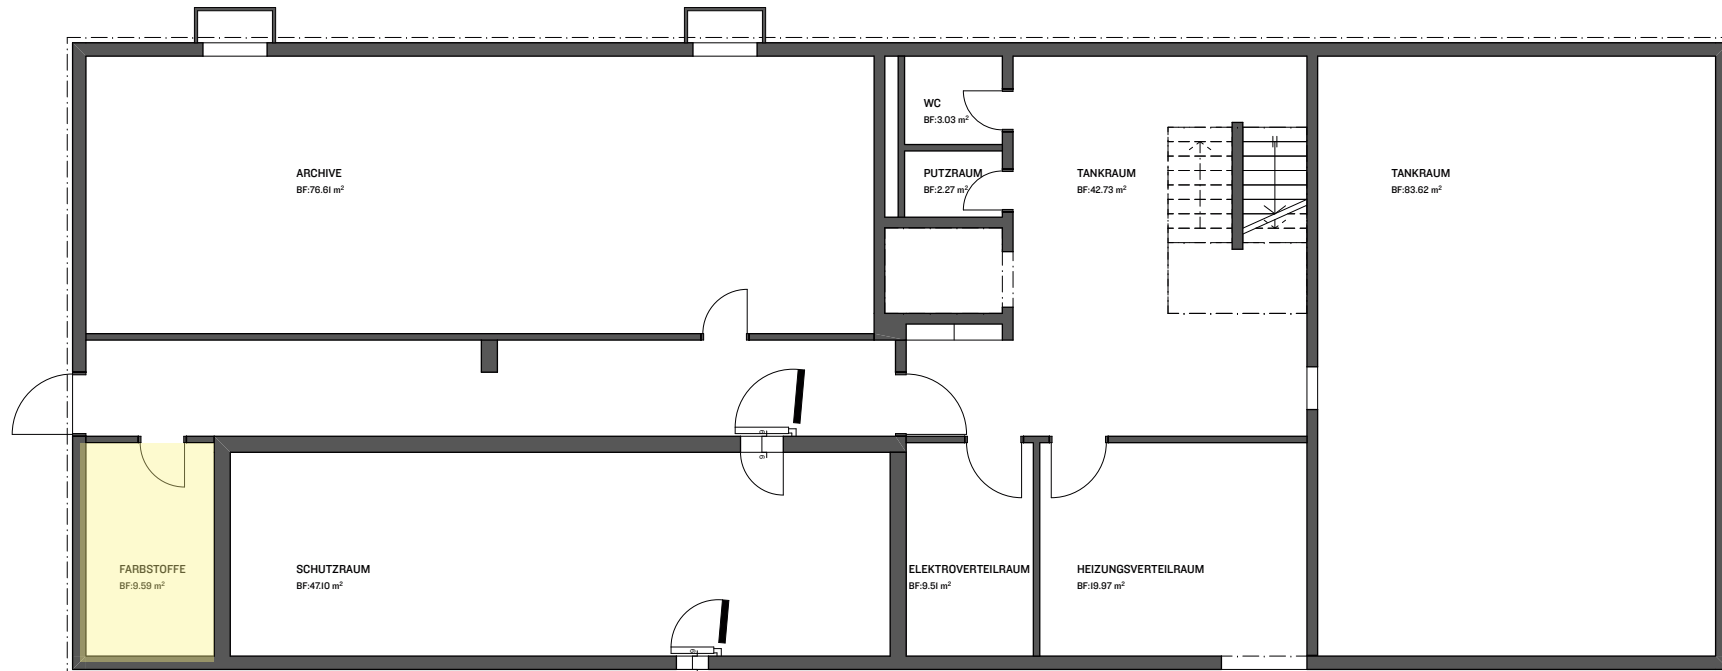 WC
BF:3.03 m²
ARCHIVE
BF:76.61 m²
PUTZRAUM
BF:2.27 m²
TANKRAUM
BF:42.73 m²
TANKRAUM
BF:83.62 m²
FARBSTOFFE
BF:9.59 m²
SCHUTZRAUM
BF:47.10 m²
ELEKTROVERTEILRAUM
BF:9.51 m²
HEIZUNGSVERTEILRAUM
BF:19.97 m²